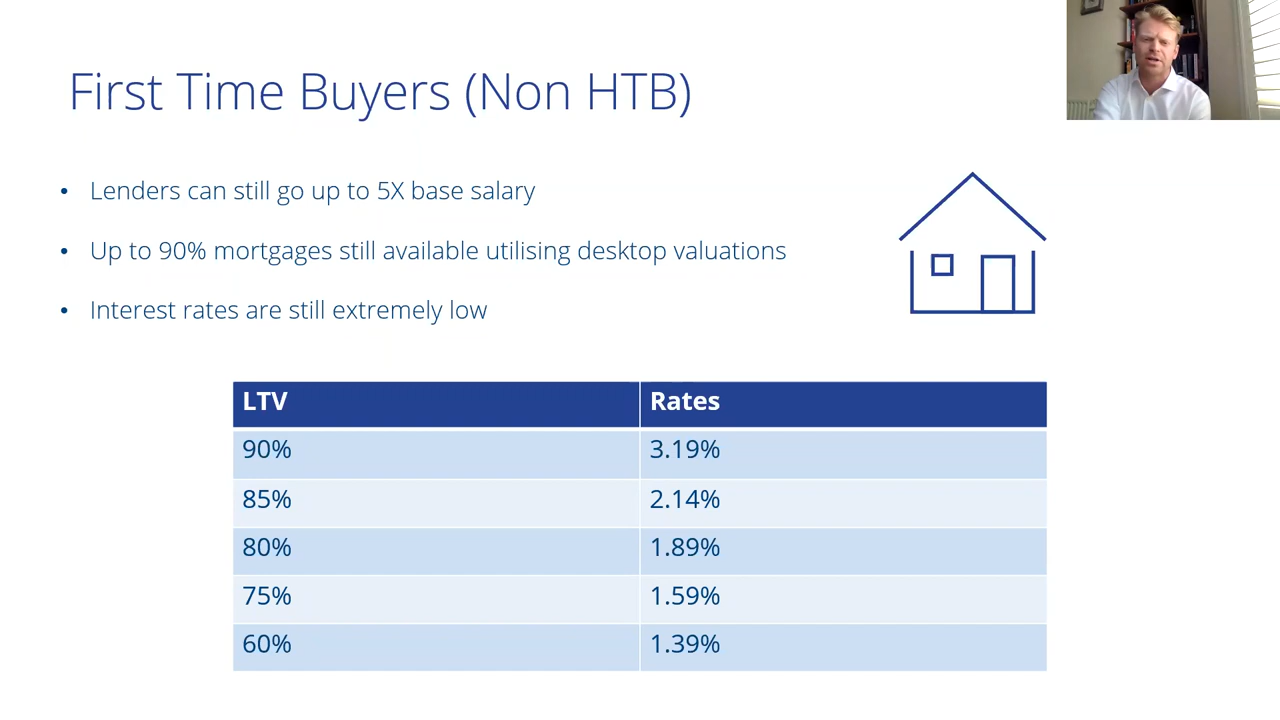 First Time Buyers (Non HTB)
• Lenders can still go up to 5X base salary
• Up to 90% mortgages still available utilising desktop valuations
• Interest rates are still extremely low
LTV Rates
90% 3.19%
85% 2.14%
80% 1.89%
75% 1.59%
60% 1.39%